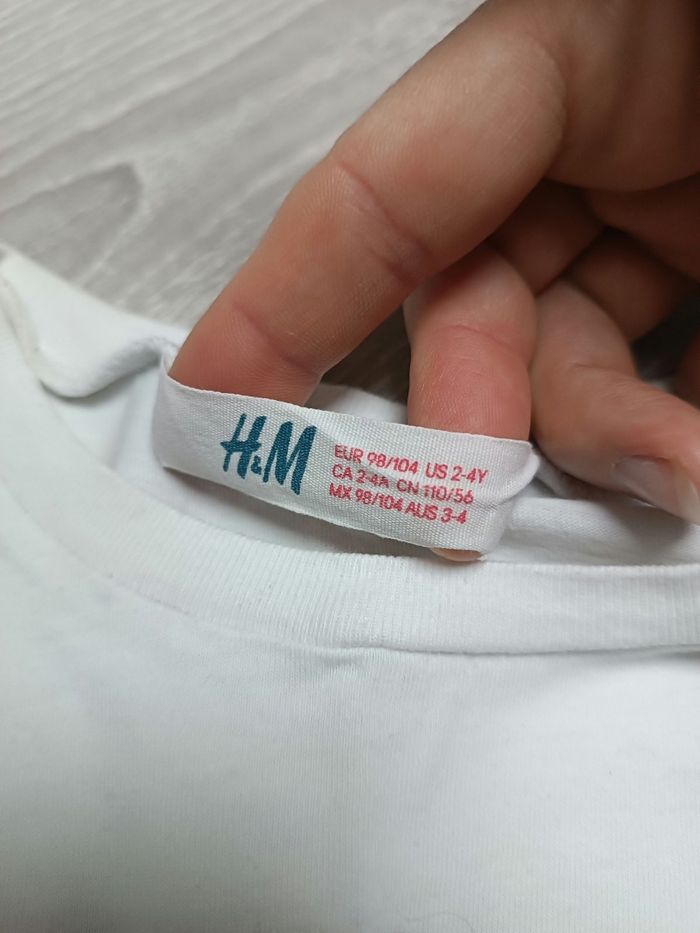 H&M
EUR 98/104 US 2-4Y
CA 2-4A CN 110/56
MX 98/104 AUS 3-4